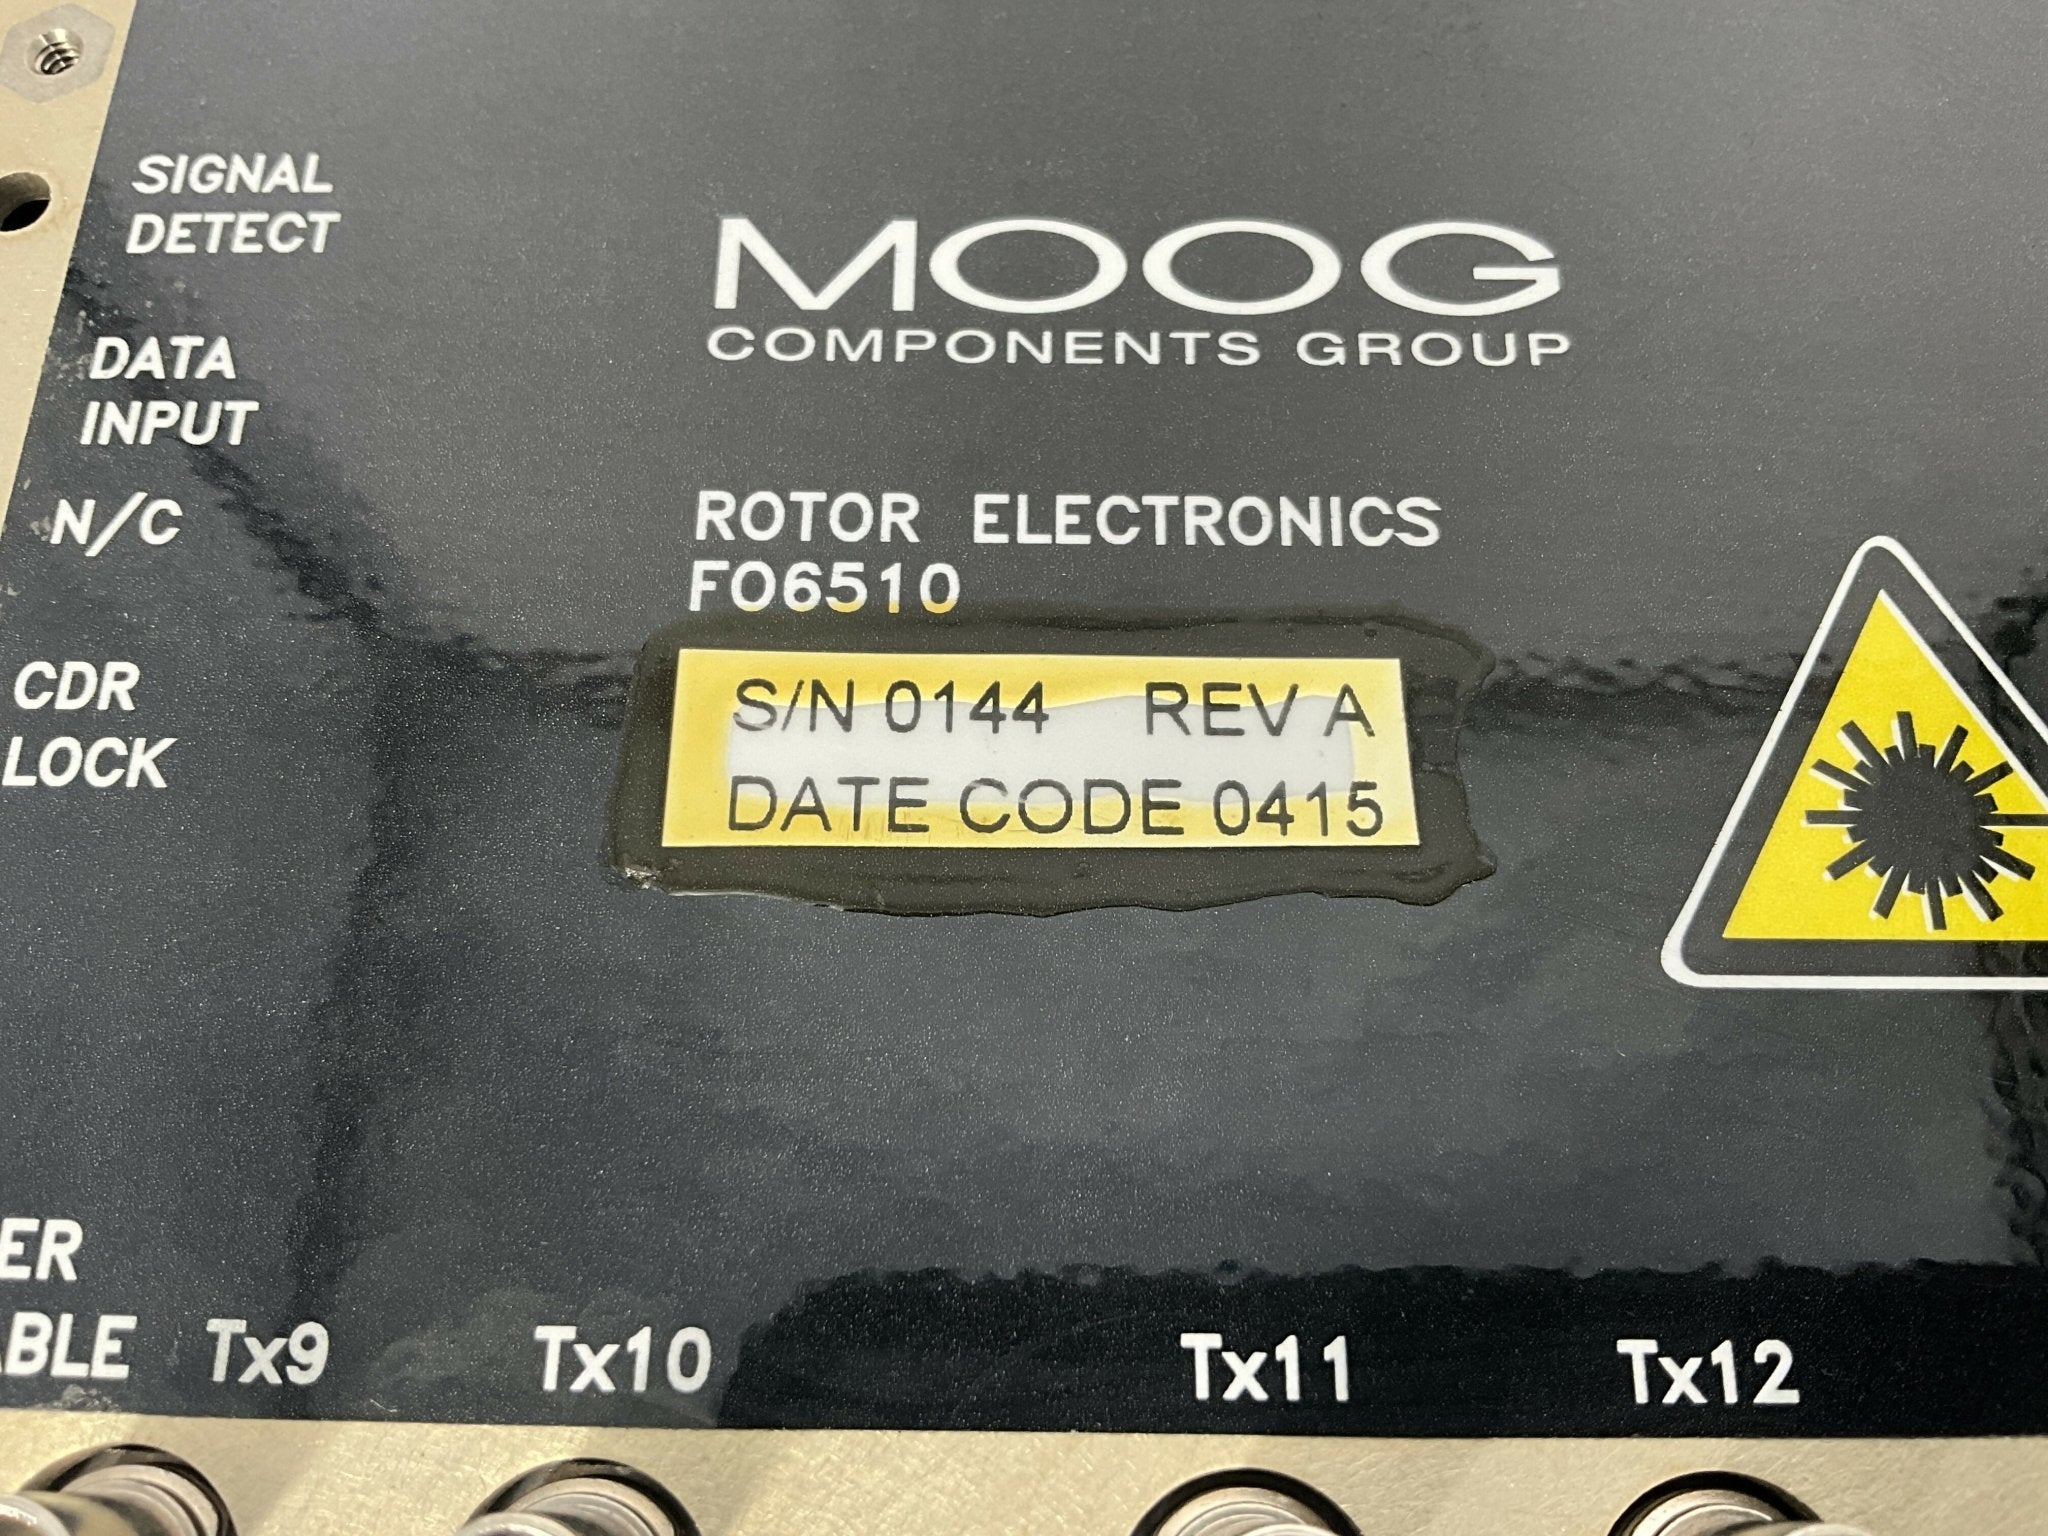 SIGNAL
DETECT
DATA
INPUT
N/C
CDR
LOCK
MOOG
COMPONENTS GROUP
ROTOR ELECTRONICS
FO6510
S/N 0144 REV A
DATE CODE 0415
ER
ABLE Tx9 Tx10 Tx11 Tx12